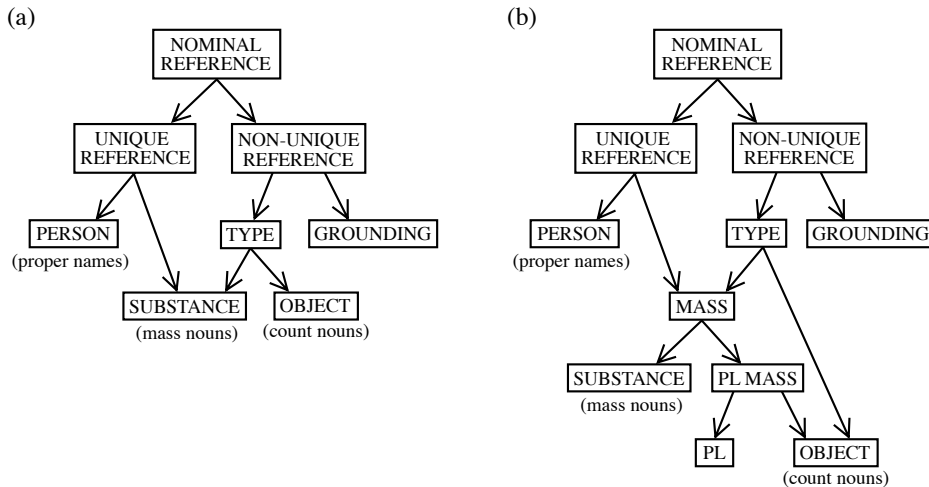 (a)
NOMINAL
REFERENCE
UNIQUE
REFERENCE
NON-UNIQUE
REFERENCE
PERSON
(proper names)
TYPE
GROUNDING
SUBSTANCE
(mass nouns)
OBJECT
(count nouns)
(b)
NOMINAL
REFERENCE
UNIQUE
REFERENCE
NON-UNIQUE
REFERENCE
PERSON
(proper names)
TYPE
GROUNDING
MASS
SUBSTANCE
(mass nouns)
PL MASS
PL
OBJECT
(count nouns)